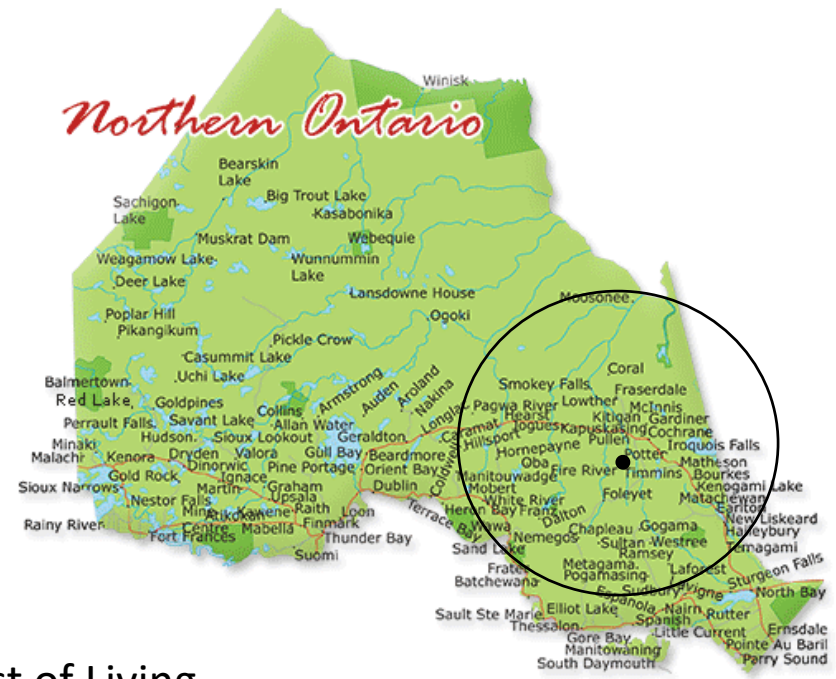 Winisk
Northern Ontario
Bearskin
Lake
Big Trout Lake
Sachigon
Lake
Kasabonika
Muskrat Dam
Webequie
Weagamow Lake
Wunnummin
Lake
Deer Lake
Lansdowne House
Moosonee
Poplar Hill
Ogoki
Pikangikum
Pickle Crow
Casummit Lake
Uchi Lake
Coral
Balmertown
Armstrong
Auden
Aroland
Nakina
Smokey Falls
Fraserdale
Red Lake
Goldpines
Collins
Longlac
Pagwa River
Lowther
McInnis
Perrault Falls
Savant Lake
Allan Water
Hearst
Kitigan
Gardiner
Hudson
Sioux Lookout
Geraldton
Caramat
Jogues
Kapuskasing
Cochrane
Minaki
Hillsport
Pullen
Iroquois Falls
Malachi
Kenora
Dryden
Valora
Gull Bay
Beardmore
Hornepayne
Potter
Dinorwic
Pine Portage
Orient Bay
Coldwell
Oba
Fire River
Timmins
Matheson
Gold Rock
Ignace
Manitouwadge
Bourkes
Sioux Narrows
Martin
Graham
Dublin
Mobert
Foleyet
Kenogami Lake
Nestor Falls
Upsala
White River
Matachewan
Mine
Centre
Atikokan
Kawene
Raith
Loon
Terrace Bay
Heron Bay
Franz
Dalton
Earlton
Rainy River
Mabella
Finmark
Wawa
Chapleau
Gogama
New Liskeard
Fort Frances
Thunder Bay
Nemegos
Sultan
Westree
Haileybury
Suomi
Sand Lake
Ramsey
Temagami
Frater
Metagama
Laforest
Batchewana
Pogamasing
Sturgeon Falls
Espanola
Sudbury
Lavigne
North Bay
Sault Ste Marie
Elliot Lake
Nairn
Rutter
Thessalon
Spanish
Gore Bay
Little Current
Ernsdale
Manitowaning
Pointe Au Baril
South Daymouth
Parry Sound
of Living